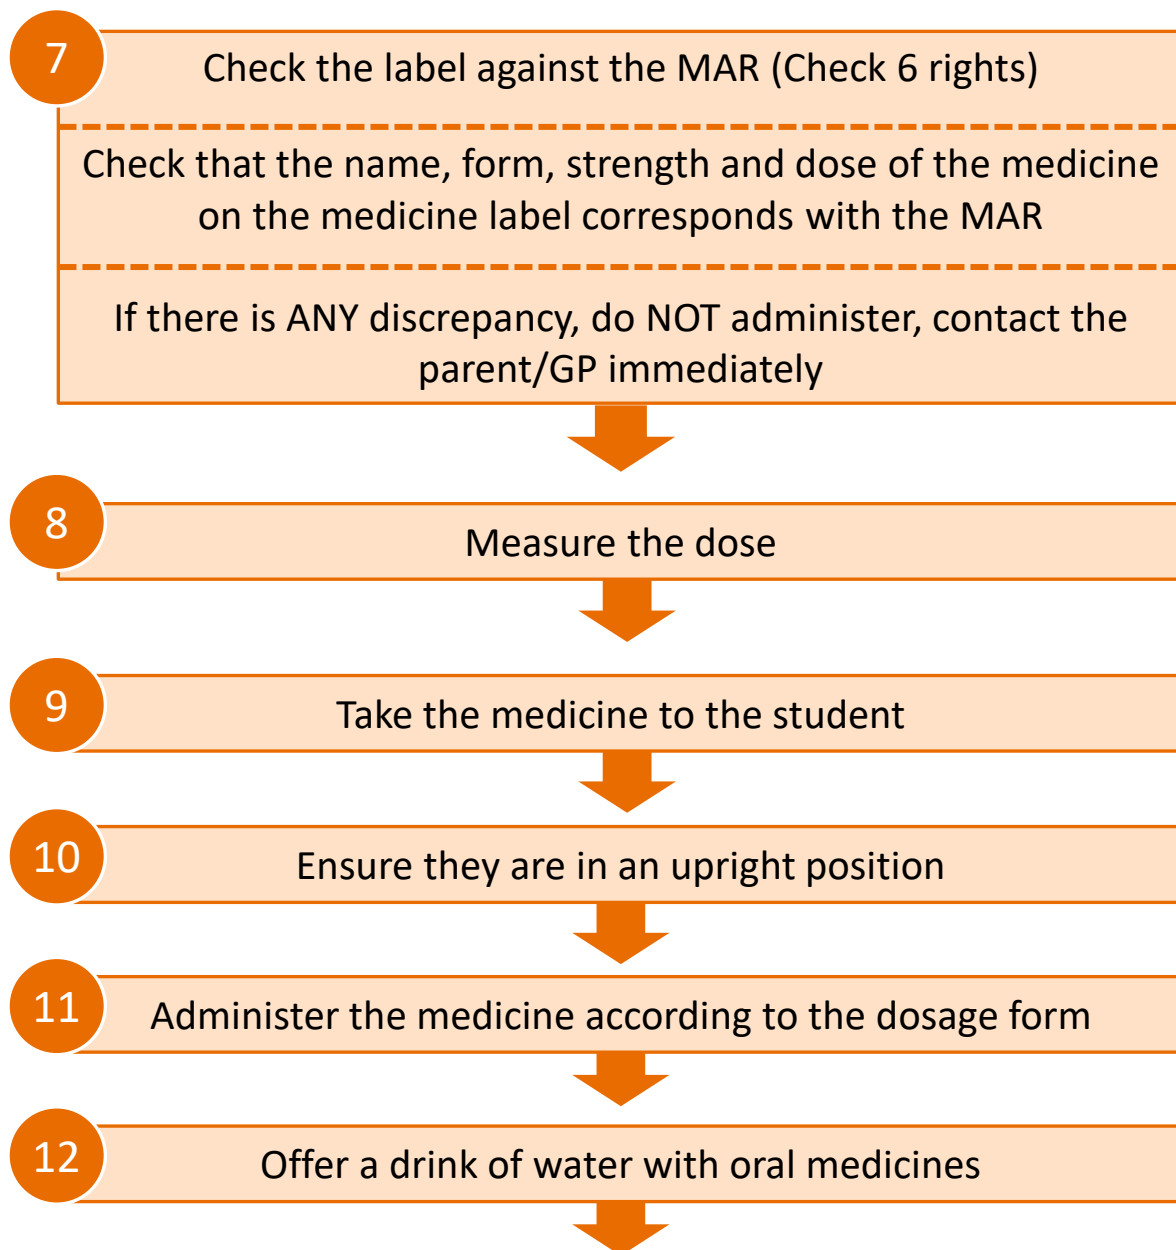 7
Check the label against the MAR (Check 6 rights)
Check that the name, form, strength and dose of the medicine
on the medicine label corresponds with the MAR
If there is ANY discrepancy, do NOT administer, contact the
parent/GP immediately
8
Measure the dose
9
Take the medicine to the student
10
Ensure they are in an upright position
11
Administer the medicine according to the dosage form
12
Offer a drink of water with oral medicines